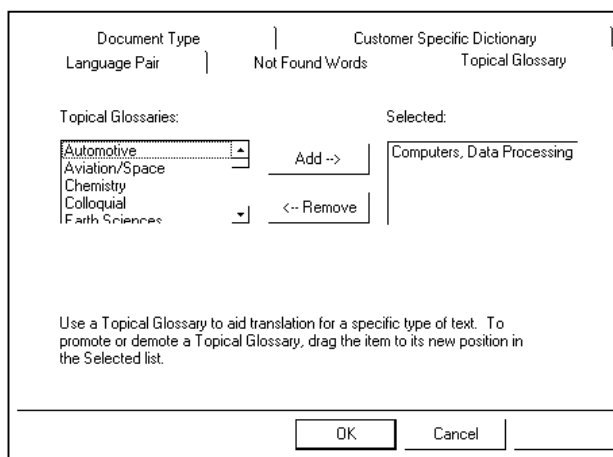 Document Type Customer Specific Dictionary
Language Pair Not Found Words Topical Glossary
Topical Glossaries: Selected:
Automotive
Aviation/Space
Chemistry
Colloquial
Earth Sciences
Add -->
<-- Remove
Computers, Data Processing
Use a Topical Glossary to aid translation for a specific type of text. To
promote or demote a Topical Glossary, drag the item to its new position in
the Selected list.
OK Cancel